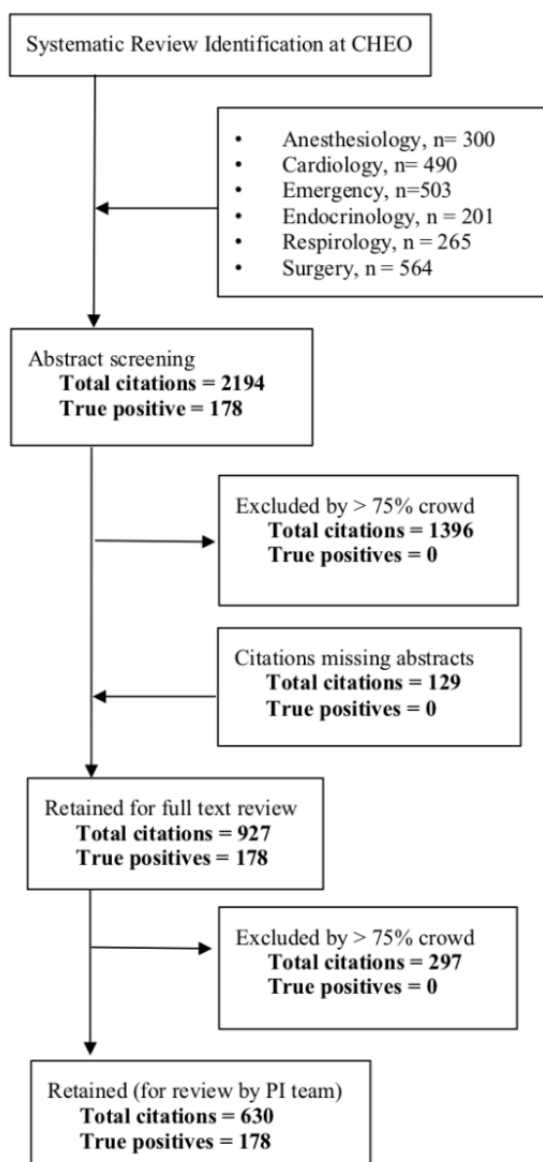 Systematic Review Identification at CHEO
• Anesthesiology, n= 300
• Cardiology, n= 490
• Emergency, n=503
• Endocrinology, n = 201
• Respirology, n = 265
• Surgery, n = 564
Abstract screening
Total citations = 2194
True positive = 178
Excluded by > 75% crowd
Total citations = 1396
True positives = 0
Citations missing abstracts
Total citations = 129
True positives = 0
Retained for full text review
Total citations = 927
True positives = 178
Excluded by > 75% crowd
Total citations = 297
True positives = 0
Retained (for review by PI team)
Total citations = 630
True positives = 178